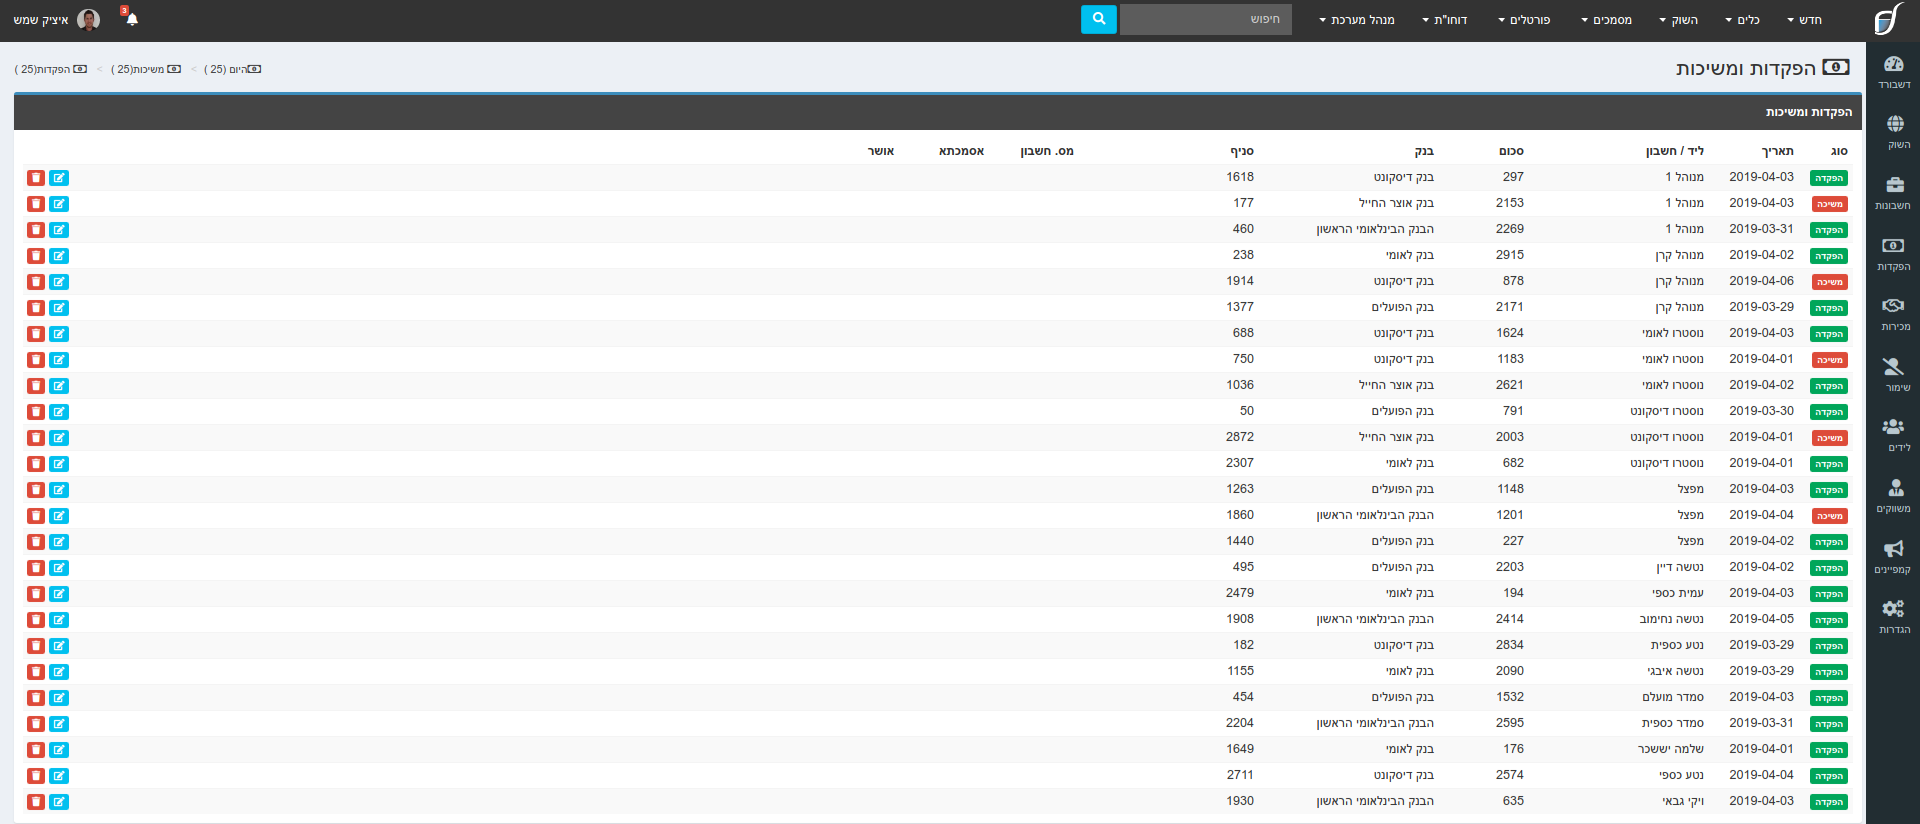 חדש כלים השוק מסמכים פורטלים דוחו"ת מנהל מערכת חיפוש 3 איציק שמש
הפקדות ומשיכות היום (25 ) > משיכות(25 ) > הפקדות(25 )
דשבורד
השוק
חשבונות
הפקדות
מכירות
שימור
לידים
משווקים
קמפיינים
הגדרות
הפקדות ומשיכות
סוג תאריך ליד / חשבון סכום בנק סניף מס. חשבון אסמכתא אושר
הפקדה 2019-04-03 מנוהל 1 297 בנק דיסקונט 1618
משיכה 2019-04-03 מנוהל 1 2153 בנק אוצר החייל 177
הפקדה 2019-03-31 מנוהל 1 2269 הבנק הבינלאומי הראשון 460
הפקדה 2019-04-02 מנוהל קרן 2915 בנק לאומי 238
משיכה 2019-04-06 מנוהל קרן 878 בנק דיסקונט 1914
הפקדה 2019-03-29 מנוהל קרן 2171 בנק הפועלים 1377
הפקדה 2019-04-03 נוסטרו לאומי 1624 בנק דיסקונט 688
משיכה 2019-04-01 נוסטרו לאומי 1183 בנק דיסקונט 750
הפקדה 2019-04-02 נוסטרו לאומי 2621 בנק אוצר החייל 1036
הפקדה 2019-03-30 נוסטרו דיסקונט 791 בנק הפועלים 50
משיכה 2019-04-01 נוסטרו דיסקונט 2003 בנק אוצר החייל 2872
הפקדה 2019-04-01 נוסטרו דיסקונט 682 בנק לאומי 2307
הפקדה 2019-04-03 מפצל 1148 בנק הפועלים 1263
משיכה 2019-04-04 מפצל 1201 הבנק הבינלאומי הראשון 1860
הפקדה 2019-04-02 מפצל 227 בנק הפועלים 1440
הפקדה 2019-04-02 נטשה דיין 2203 בנק הפועלים 495
הפקדה 2019-04-03 עמית כספי 194 בנק לאומי 2479
הפקדה 2019-04-05 נטשה נחימוב 2414 הבנק הבינלאומי הראשון 1908
הפקדה 2019-03-29 נטע כספית 2834 בנק דיסקונט 182
הפקדה 2019-03-29 נטשה איבגי 2090 בנק לאומי 1155
הפקדה 2019-04-03 סמדר מועלם 1532 בנק הפועלים 454
הפקדה 2019-03-31 סמדר כספית 2595 הבנק הבינלאומי הראשון 2204
הפקדה 2019-04-01 שלמה יששכר 176 בנק לאומי 1649
הפקדה 2019-04-04 נטע כספי 2574 בנק דיסקונט 2711
הפקדה 2019-04-03 ויקי גבאי 635 הבנק הבינלאומי הראשון 1930